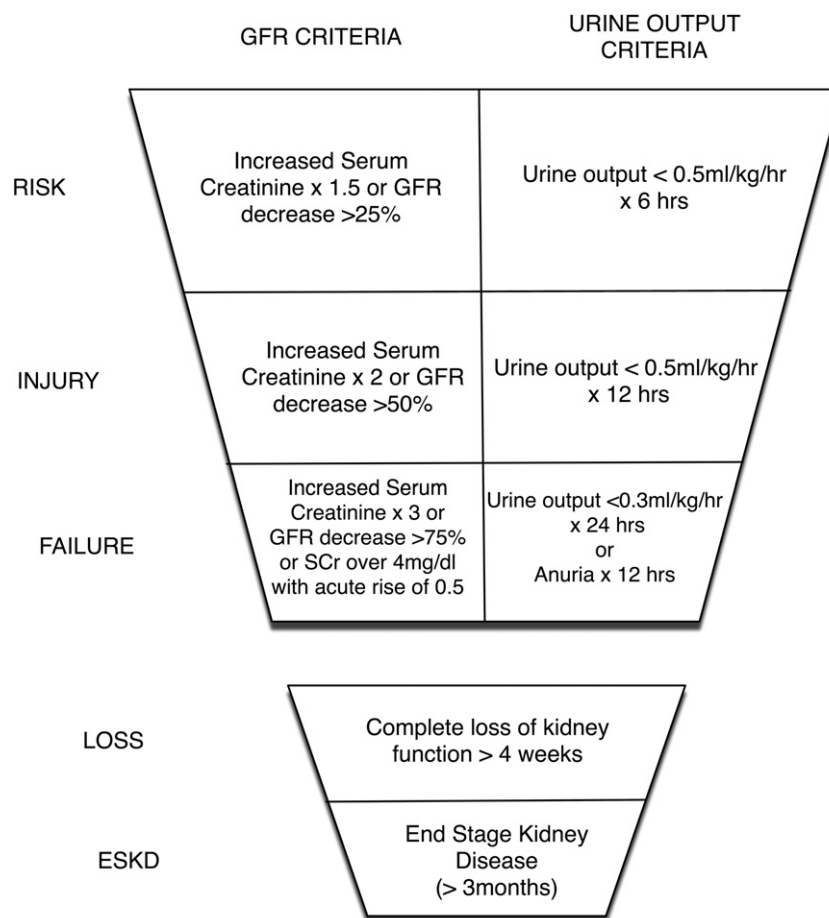 GFR CRITERIA
URINE OUTPUT
CRITERIA
RISK
Increased Serum
Creatinine x 1.5 or GFR
decrease >25%
Urine output < 0.5ml/kg/hr
x 6 hrs
INJURY
Increased Serum
Creatinine x 2 or GFR
decrease >50%
Urine output < 0.5ml/kg/hr
x 12 hrs
FAILURE
Increased Serum
Creatinine x 3 or
GFR decrease >75%
or SCr over 4mg/dl
with acute rise of 0.5
Urine output <0.3ml/kg/hr
x 24 hrs
or
Anuria x 12 hrs
LOSS
Complete loss of kidney
function > 4 weeks
ESKD
End Stage Kidney
Disease
(> 3months)